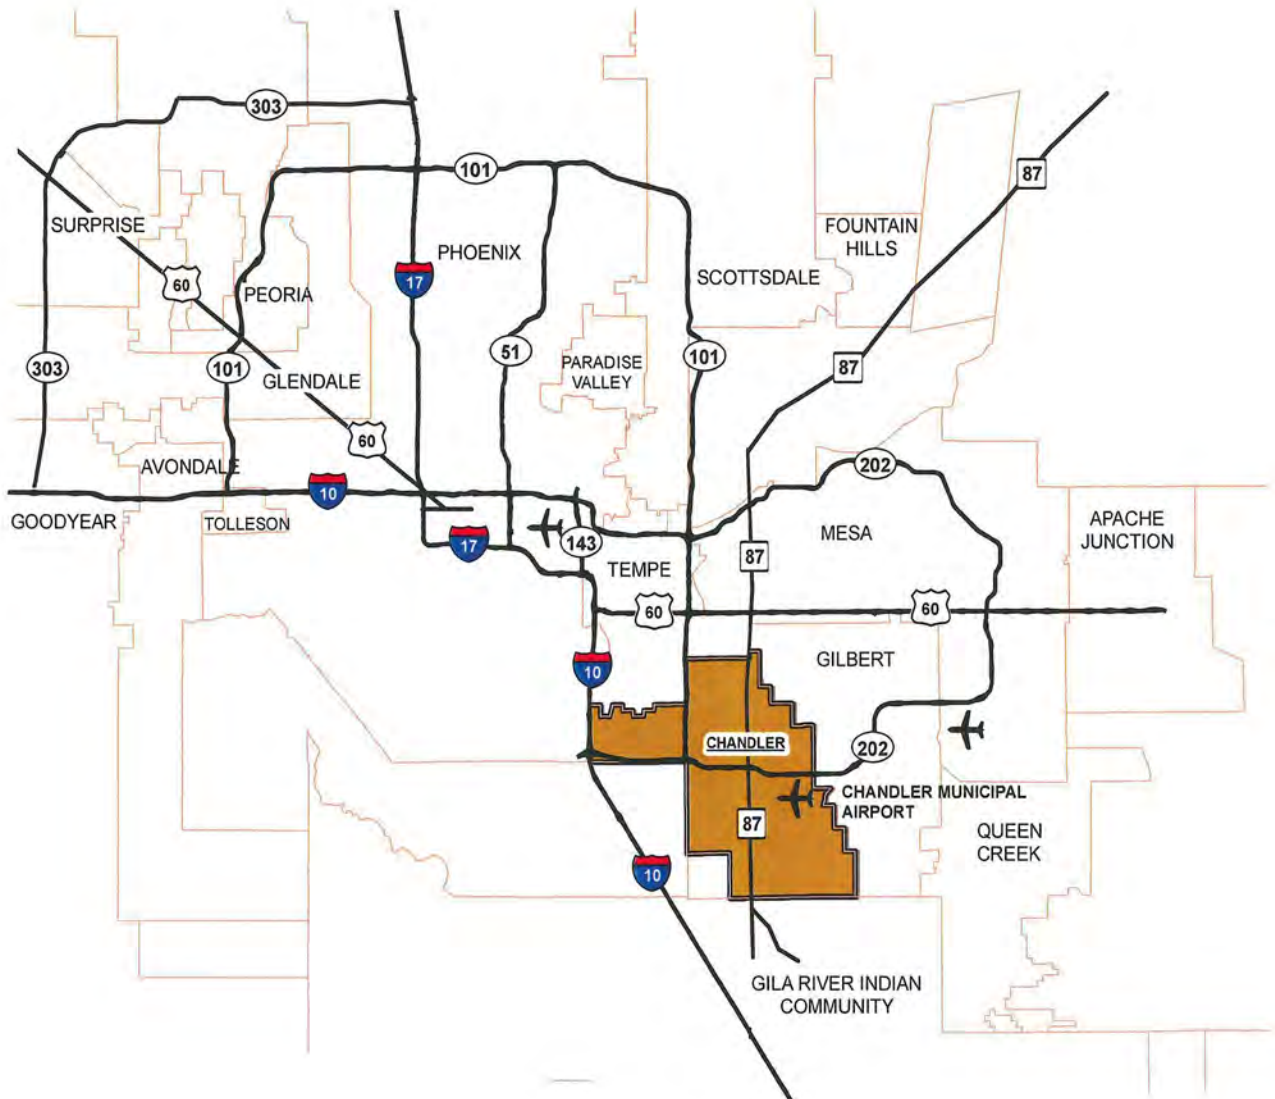 303
101
87
SURPRISE
FOUNTAIN
HILLS
PHOENIX
17
SCOTTSDALE
60
PEORIA
51
101
303
101
PARADISE
VALLEY
87
GLENDALE
60
AVONDALE
202
10
GOODYEAR
TOLLESON
APACHE
JUNCTION
MESA
17
143
87
TEMPE
60
60
10
GILBERT
CHANDLER
202
CHANDLER MUNICIPAL
AIRPORT
87
QUEEN
CREEK
10
GILA RIVER INDIAN
COMMUNITY